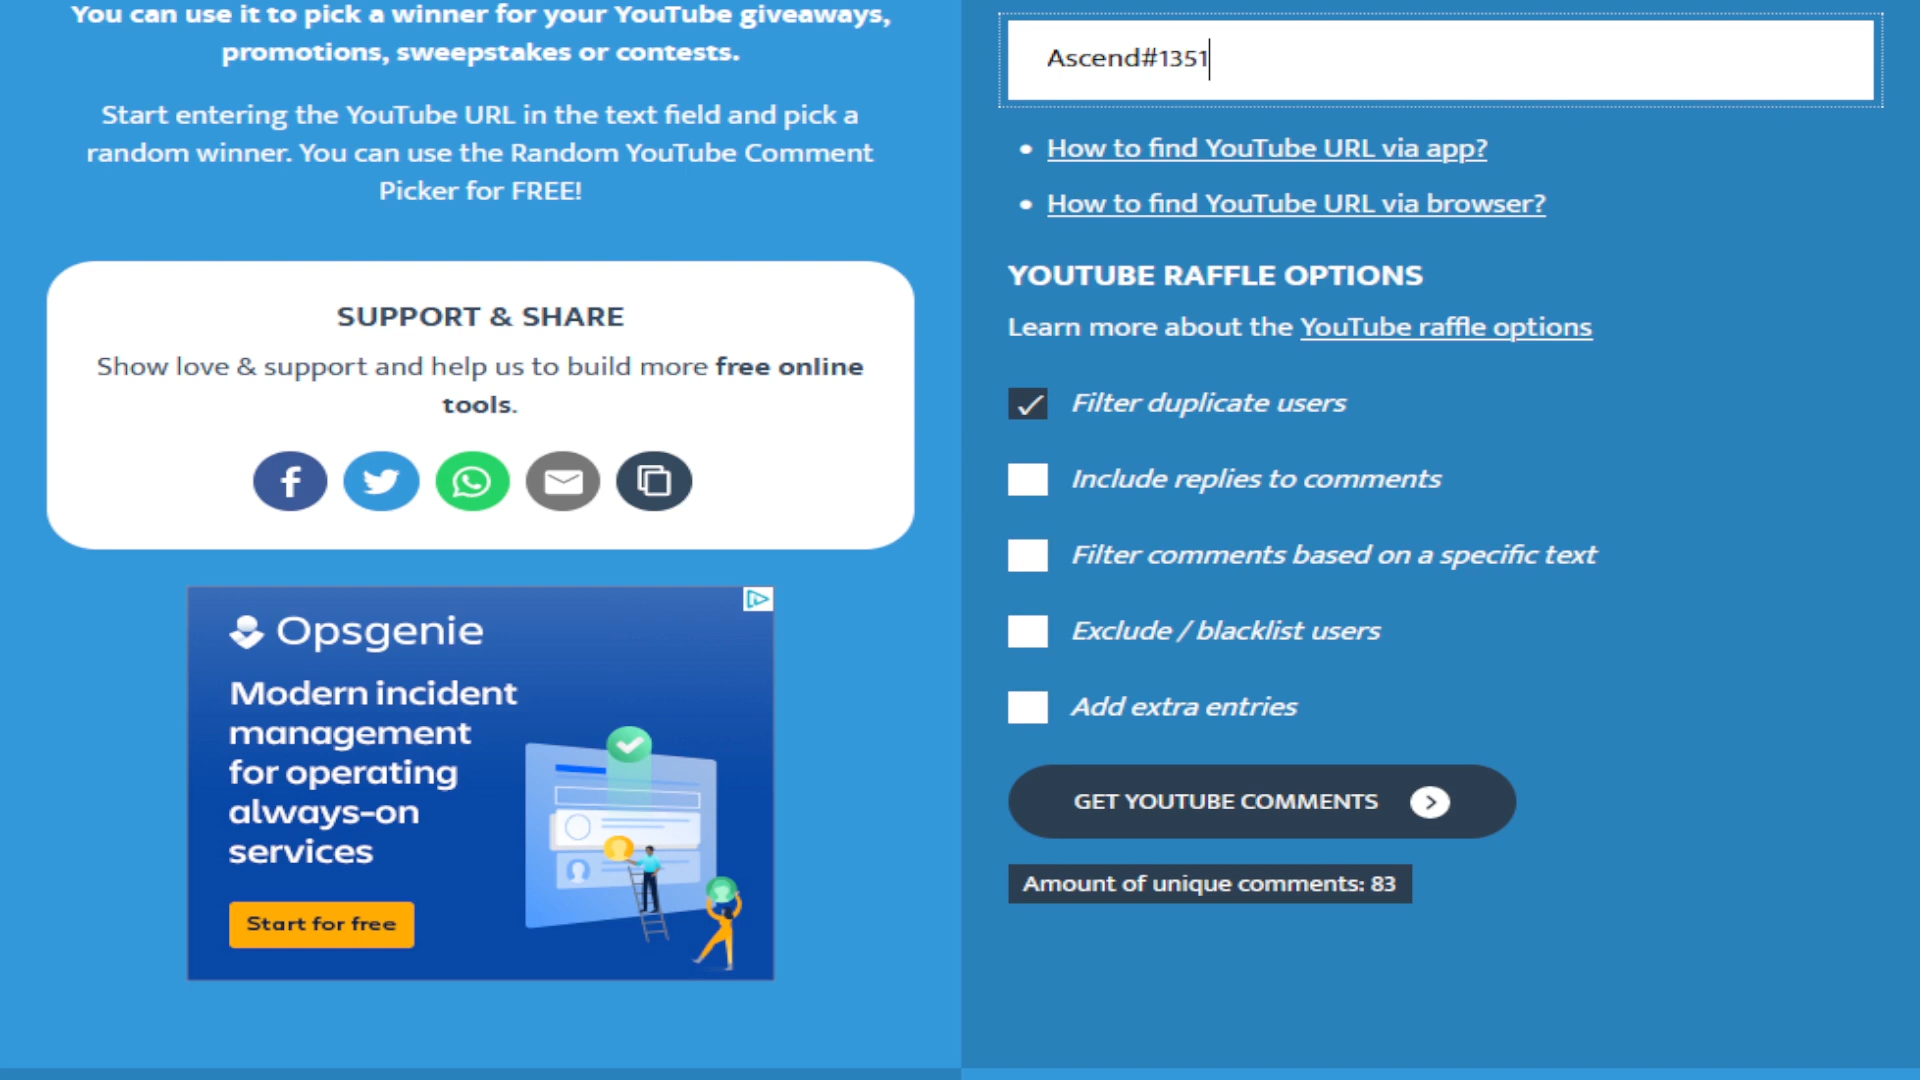 You can use it to pick a winner for your YouTube giveaways,
promotions, sweepstakes or contests.
Start entering the YouTube URL in the text field and pick a
random winner. You can use the Random YouTube Comment
Picker for FREE!
SUPPORT & SHARE
Show love & support and help us to build more free online
tools.
Opsgenie
Modern incident
management
for operating
always-on
services
Start for free
Ascend#1351
How to find YouTube URL via app?
How to find YouTube URL via browser?
YOUTUBE RAFFLE OPTIONS
Learn more about the YouTube raffle options
Filter duplicate users
Include replies to comments
Filter comments based on a specific text
Exclude / blacklist users
Add extra entries
GET YOUTUBE COMMENTS
Amount of unique comments: 83